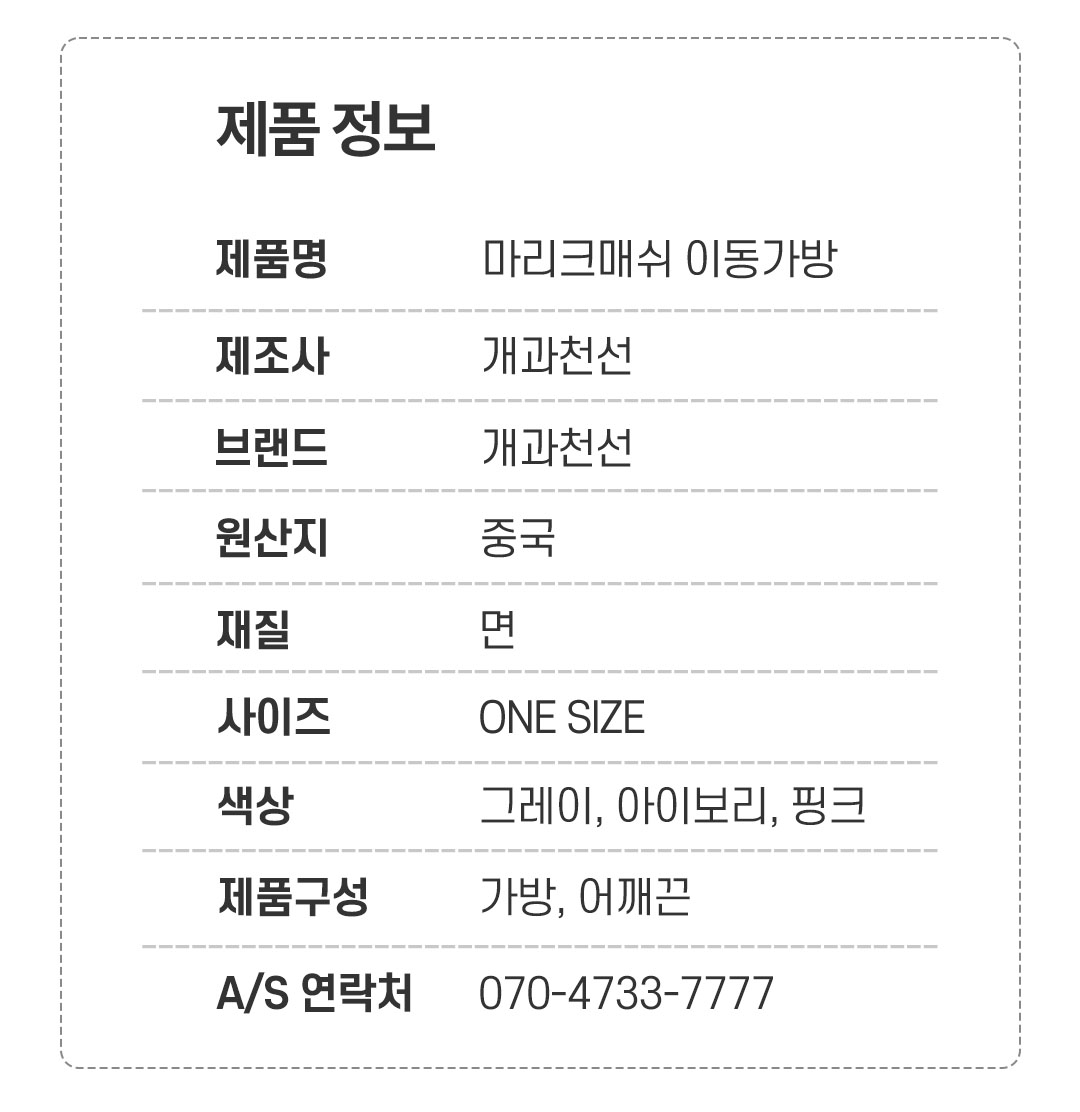 제품 정보
제품명 마리크매쉬 이동가방
제조사 개과천선
브랜드 개과천선
원산지 중국
재질 면
사이즈 ONE SIZE
색상 그레이, 아이보리, 핑크
제품구성 가방, 어깨끈
A/S 연락처 070-4733-7777